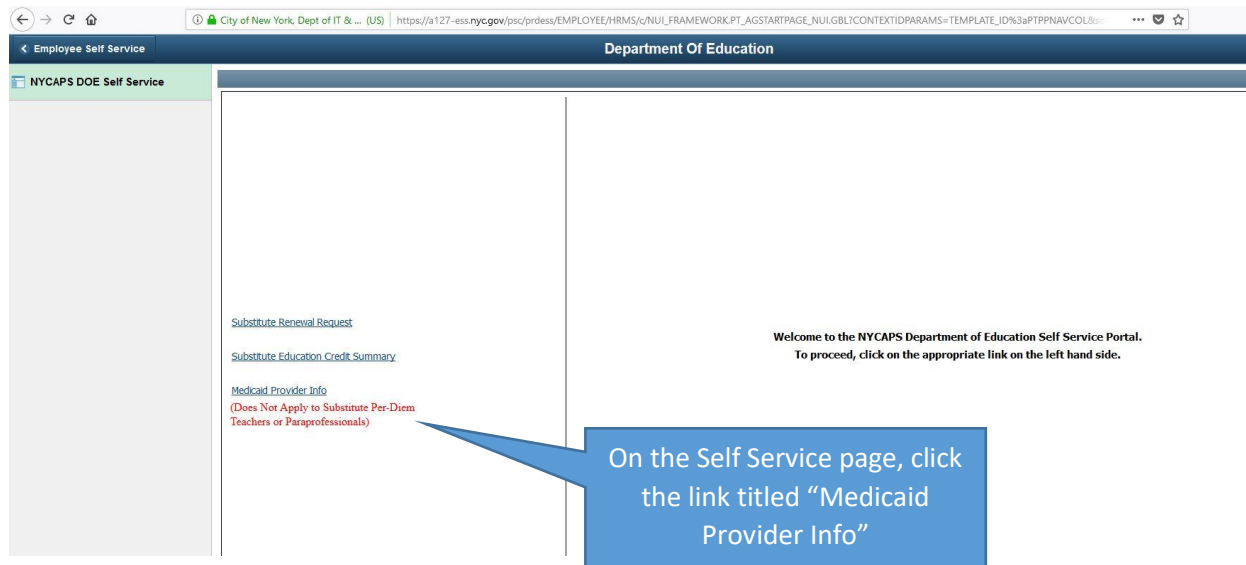 City of New York, Dept of IT & ... (US) https://a127-ess.nyc.gov/psc/prdess/EMPLOYEE/HRMS/c/NUI_FRAMEWORK.PT_AGSTARTPAGE_NUI.GBL?CONTEXTIDPARAMS=TEMPLATE_ID%3aPTPPNAVCOL&
Employee Self Service
Department Of Education
NYCAPS DOE Self Service
Substitute Renewal Request
Substitute Education Credit Summary
Medicaid Provider Info
(Does Not Apply to Substitute Per-Diem
Teachers or Paraprofessionals)
Welcome to the NYCAPS Department of Education Self Service Portal.
To proceed, click on the appropriate link on the left hand side.
On the Self Service page, click
the link titled “Medicaid
Provider Info”